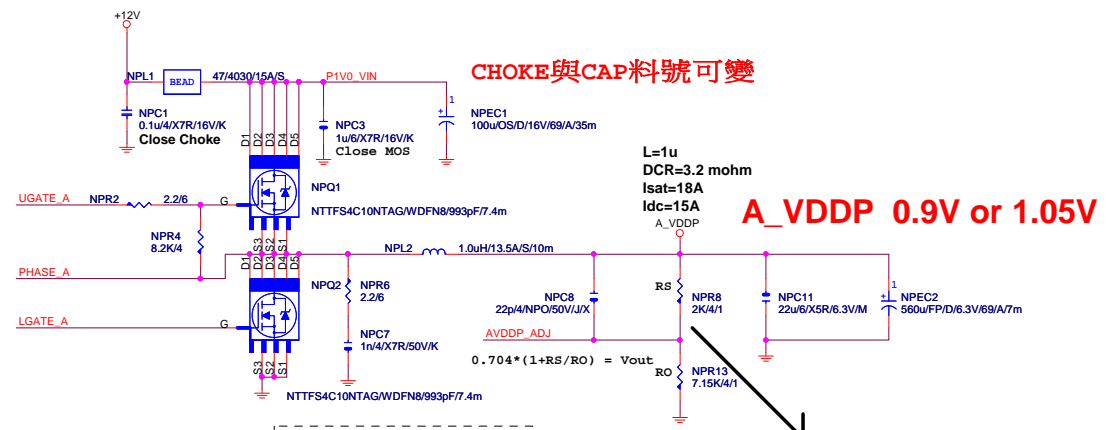 +12V
NPL1
BEAD
47/4030/15A/S
P1V0_VIN
CHOKE與CAP料號可變
NPC1
0.1u/4/X7R/16V/K
Close Choke
NPC3
1u/6/X7R/16V/K
Close MOS
1
+
NPEC1
100u/OS/D/16V/69/A/35m
D1
D2
D3
D4
D5
L=1u
DCR=3.2 mohm
Isat=18A
Idc=15A
A_VDDP
A_VDDP 0.9V or 1.05V
UGATE_A
NPR2
2.2/6
G
NPQ1
NTTFS4C10NTAG/WDFN8/993pF/7.4m
NPR4
8.2K/4
S3
S2
S1
PHASE_A
D1
D2
D3
D4
D5
NPL2
1.0uH/13.5A/S/10m
NPQ2
NPR6
2.2/6
LGATE_A
G
NPC7
1n/4/X7R/50V/K
S3
S2
S1
NTTFS4C10NTAG/WDFN8/993pF/7.4m
NPC8
22p/4/NPO/50V/J/X
RS
NPR8
2K/4/1
NPC11
22u/6/X5R/6.3V/M
1
+
NPEC2
560u/FP/D/6.3V/69/A/7m
AVDDP_ADJ
0.704*(1+RS/RO) = Vout
RO
NPR13
7.15K/4/1